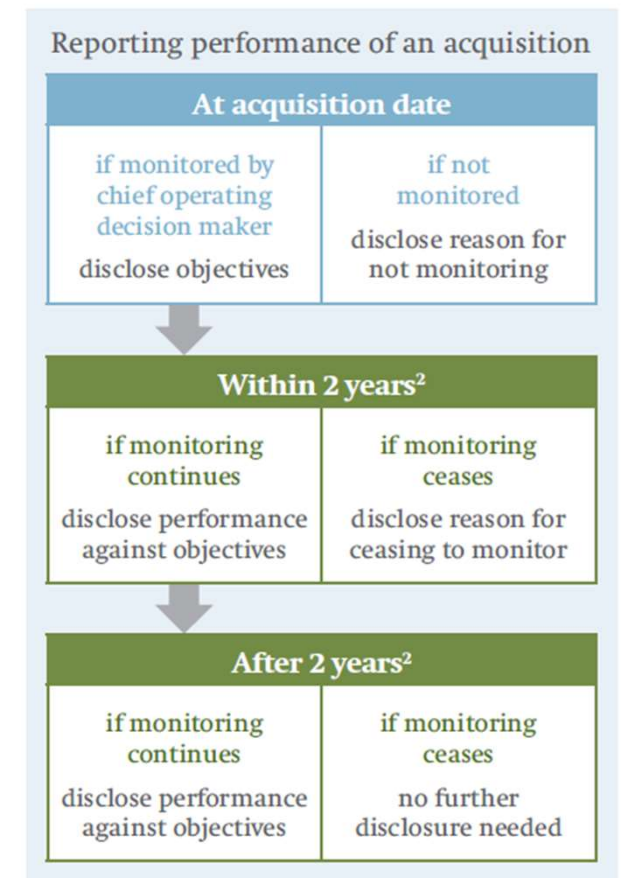 Reporting performance of an acquisition
At acquisition date
if monitored by
chief operating
decision maker
disclose objectives
if not
monitored
disclose reason for
not monitoring
Within 2 years²
if monitoring
continues
disclose performance
against objectives
if monitoring
ceases
disclose reason for
ceasing to monitor
After 2 years²
if monitoring
continues
disclose performance
against objectives
if monitoring
ceases
no further
disclosure needed